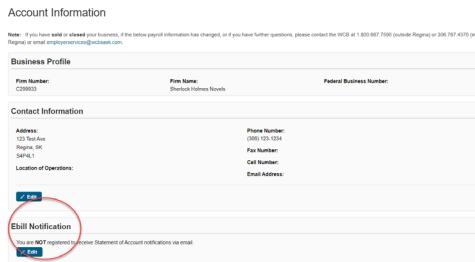 Account Information
Note: If you have sold or closed your business, if the below payroll information has changed, or if you have further questions, please contact the WCB at 1.800.667.7590 (outside Regina) or 306.787.4370 (in
Regina) or email employerservices@wcbsask.com.
Business Profile
Firm Number: Firm Name: Federal Business Number:
C299933 Sherlock Holmes Novels
Contact Information
Address: Phone Number:
123 Test Ave (306) 123-1234
Regina, SK Fax Number:
S4P4L1 Cell Number:
Location of Operations: Email Address:
Edit
Ebill Notification
You are NOT registered to receive Statement of Account notifications via email.
Edit